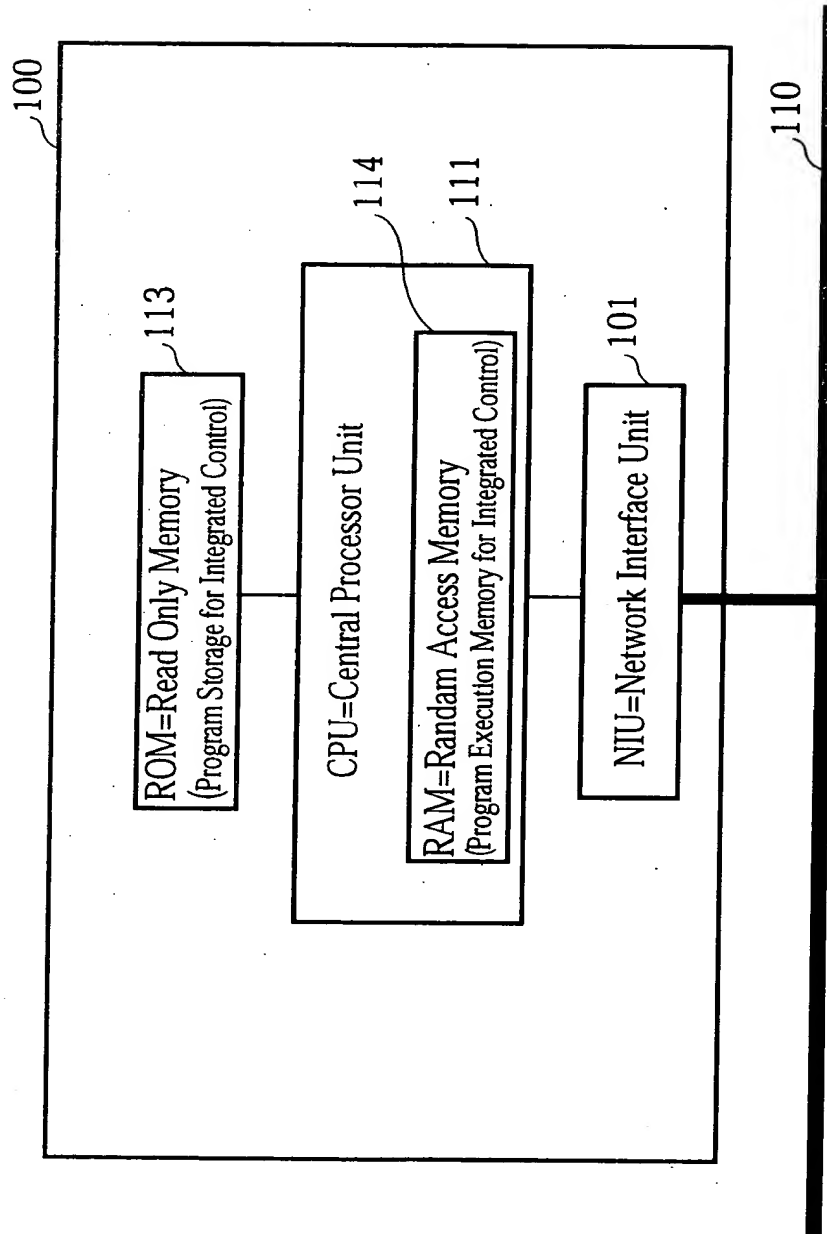 100
113
ROM=Read Only Memory
(Program Storage for Integrated Control)
114
111
CPU=Central Processor Unit
RAM=Randam Access Memory
(Program Execution Memory for Integrated Control)
101
NIU=Network Interface Unit
110